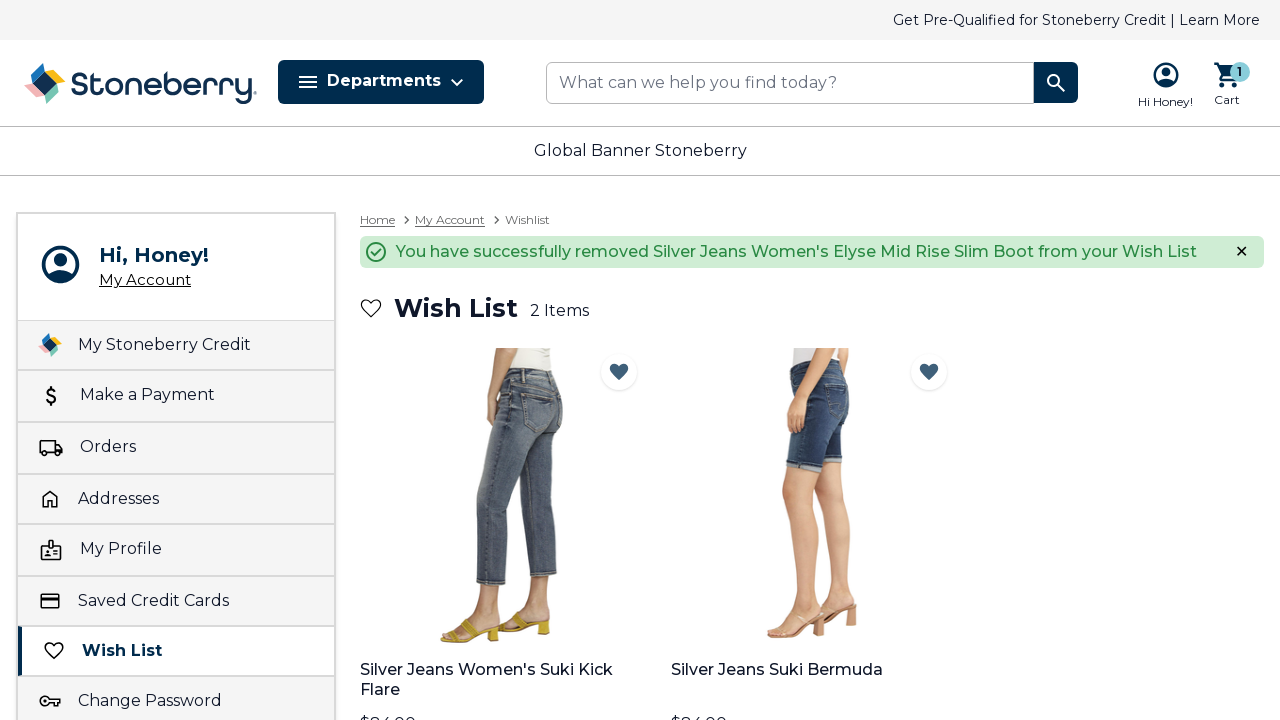 Get Pre-Qualified for Stoneberry Credit | Learn More
Stoneberry
Departments
What can we help you find today?
Hi Honey!
1
Cart
Global Banner Stoneberry
Hi, Honey!
My Account
My Stoneberry Credit
Make a Payment
Orders
Addresses
My Profile
Saved Credit Cards
Wish List
Change Password
Home
My Account
Wishlist
You have successfully removed Silver Jeans Women's Elyse Mid Rise Slim Boot from your Wish List
Wish List 2 Items
Silver Jeans Women's Suki Kick
Flare
Silver Jeans Suki Bermuda